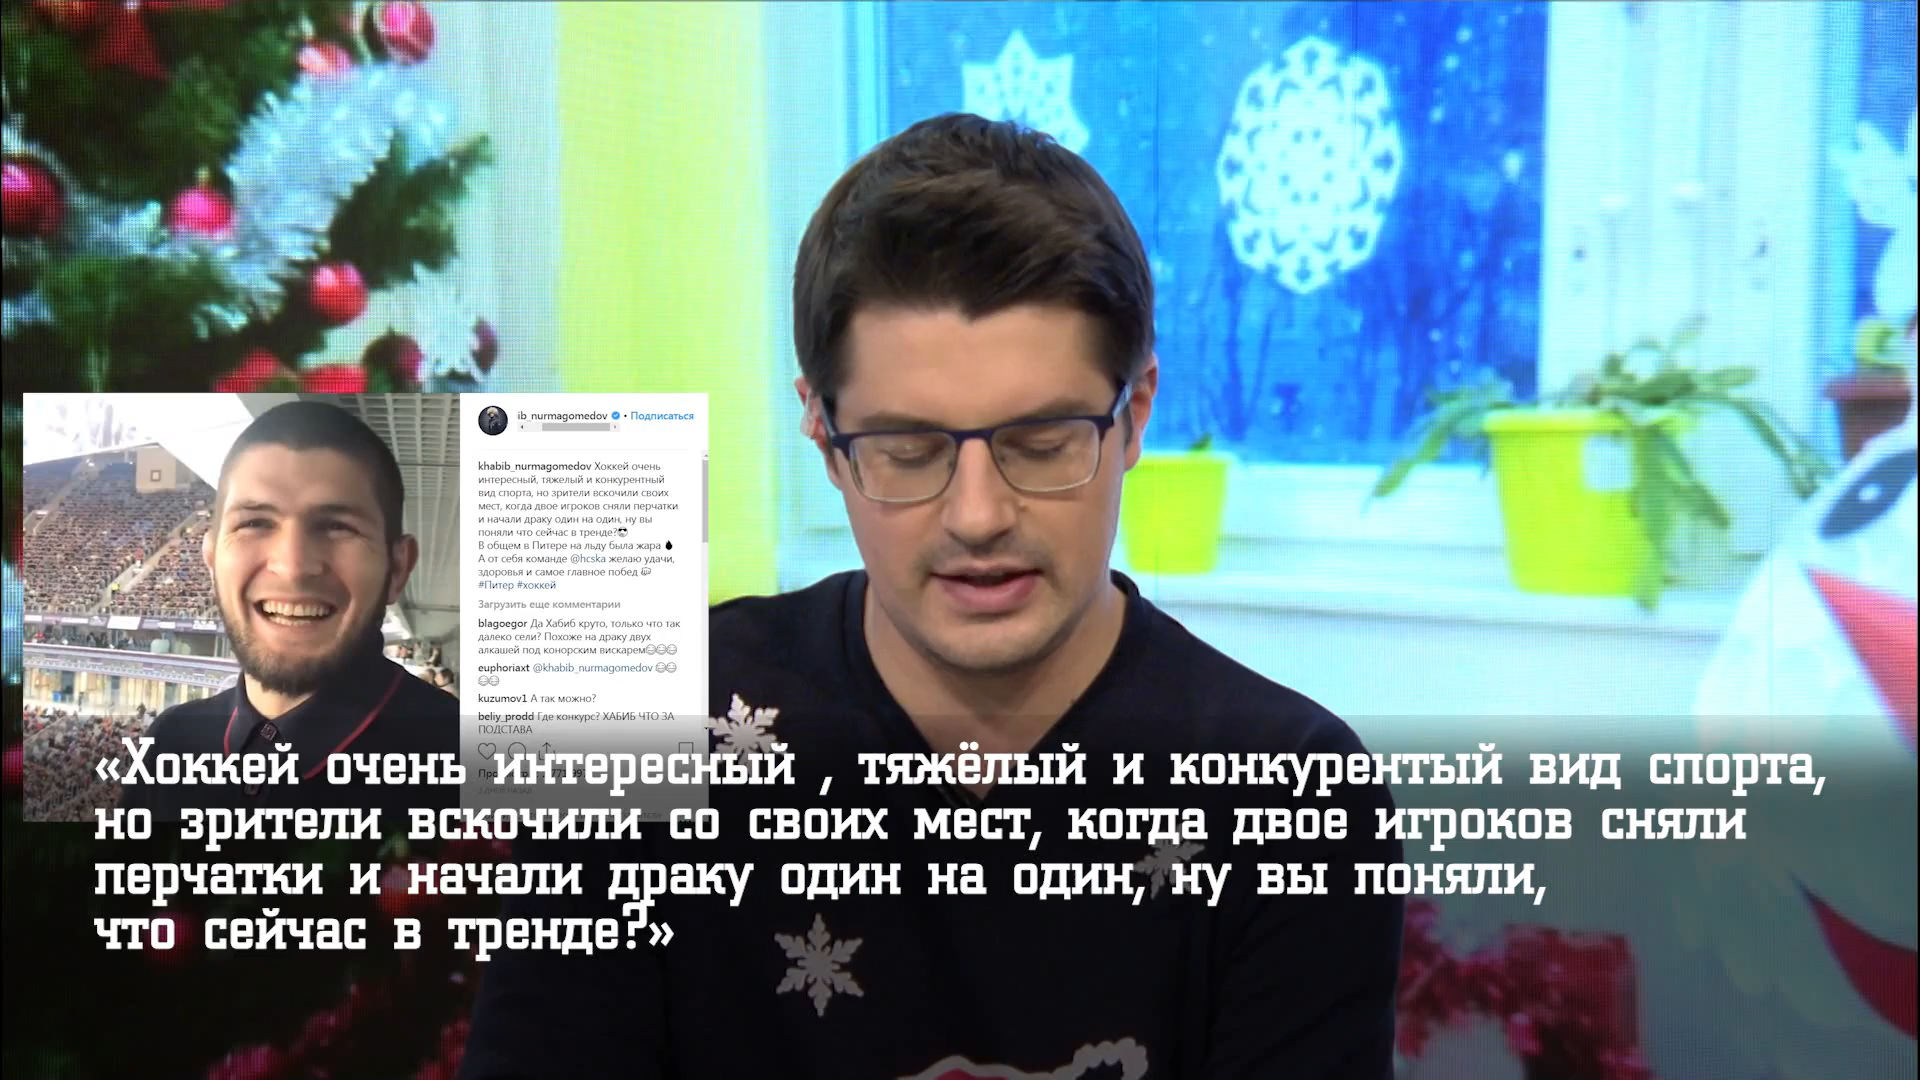 ib_nurmagomedov • Подписаться
khabib_nurmagomedov Хоккей очень
интересный, тяжелый и конкурентный
вид спорта, но зрители вскочили своих
мест, когда двое игроков сняли перчатки
и начали драку один на один, ну вы
поняли что сейчас в тренде?😎
В общем в Питере на льду была жара 🔥
А от себя команде @hcska желаю удачи,
здоровья и самое главное побед
#Питер #хоккей
Загрузить еще комментарии
blagoegor Да Хабиб круто, только что так
далеко сели? Похоже на драку двух
алкашей под конорским вискарем😂😂😂
euphoriaxt @khabib_nurmagomedov 😂😂
😂😂
kuzumov1 А так можно?
beliy_prodd Где конкурс? ХАБИБ ЧТО ЗА
ПОДСТАВА
«Хоккей очень интересный , тяжёлый и конкурентый вид спорта,
но зрители вскочили со своих мест, когда двое игроков сняли
перчатки и начали драку один на один, ну вы поняли,
что сейчас в тренде?»